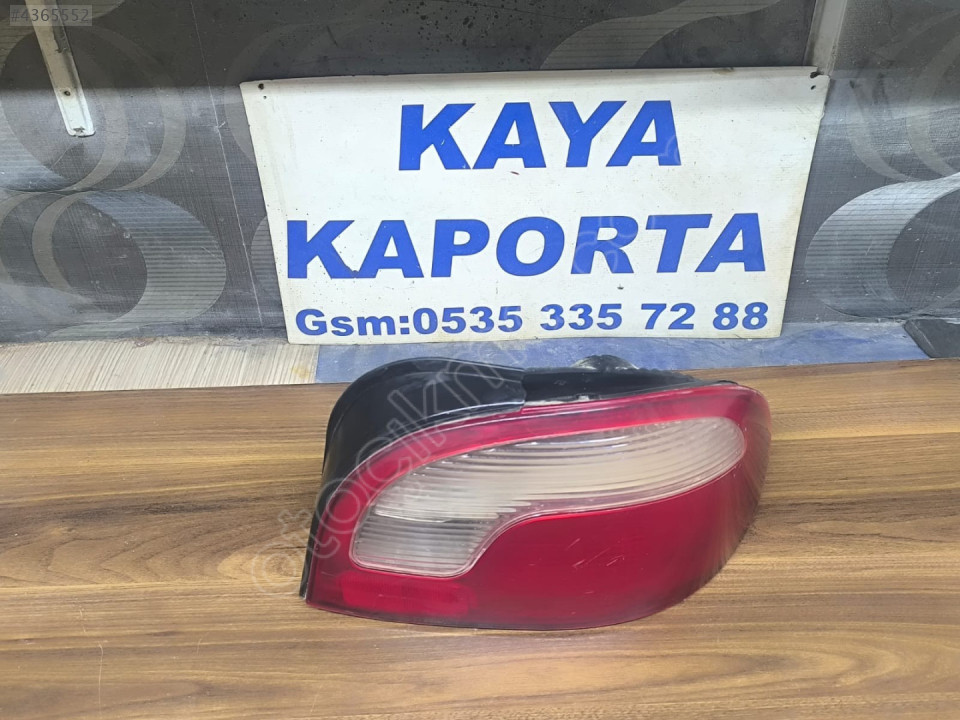 #4365552
KAYA
KAPORTA
Gsm:0535 335 72 88